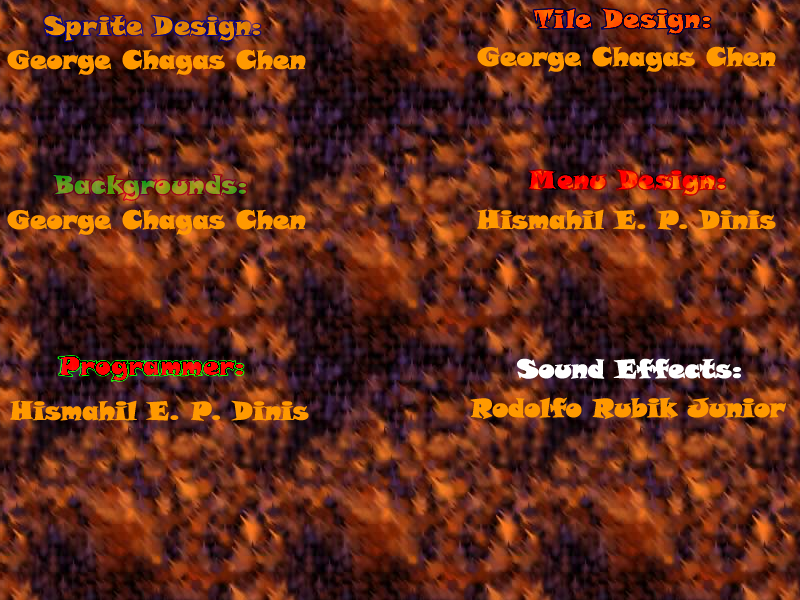 Sprite Design:
George Chagas Chen
Tile Design:
George Chagas Chen
Backgrounds:
George Chagas Chen
Menu Design:
Hismahil E. P. Dinis
Programmer:
Hismahil E. P. Dinis
Sound Effects:
Rodolfo Rubik Junior